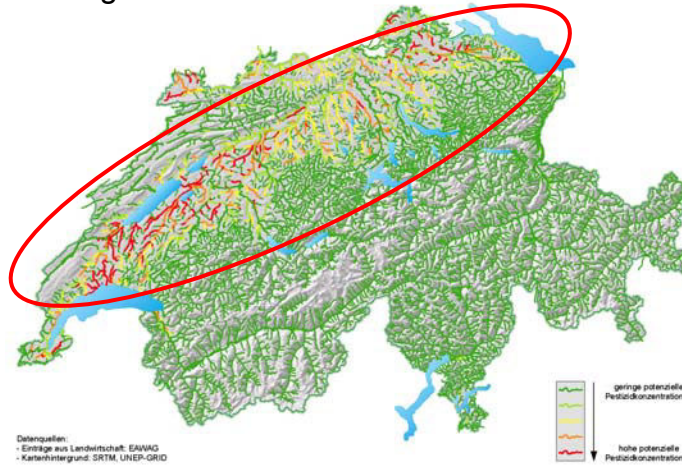 geringe potenzielle
Pestizidkonzentration
hohe potenzielle
Pestizidkonzentration
Datenquellen:
- Einträge aus Landwirtschaft: EAWAG
- Kartenhintergrund: SRTM, UNEP-GRID